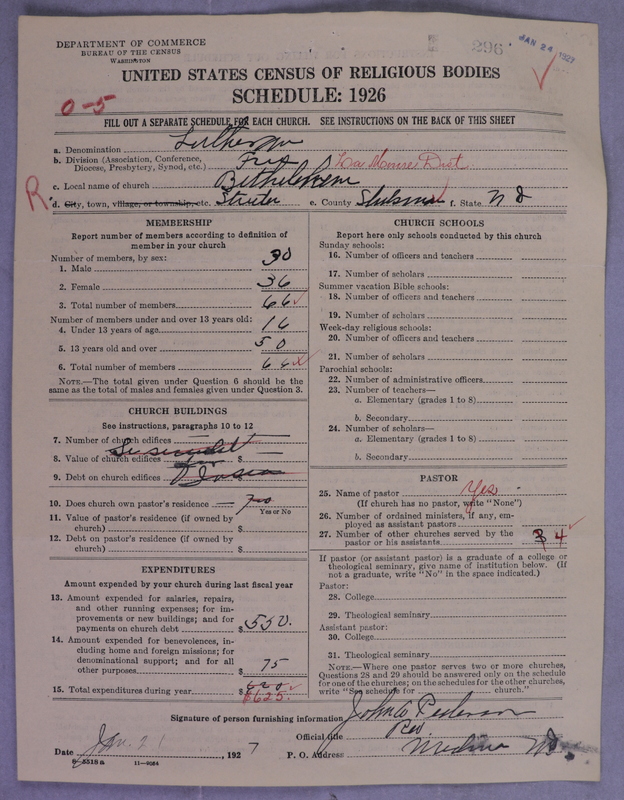 DEPARTMENT OF COMMERCE
BUREAU OF THE CENSUS
WASHINGTON
296
JAN 24 1927
UNITED STATES CENSUS OF RELIGIOUS BODIES
SCHEDULE: 1926
0-5
FILL OUT A SEPARATE SCHEDULE FOR EACH CHURCH. SEE INSTRUCTIONS ON THE BACK OF THIS SHEET
a. Denomination Lutheran
b. Division (Association, Conference, Diocese, Presbytery, Synod, etc.) Free Dist.
c. Local name of church Bethlehem
R
d. City, town, village, or township, etc. Streeter e. County Stutsman f. State N D
MEMBERSHIP
Report number of members according to definition of member in your church
Number of members, by sex:
1. Male 30
2. Female 36
3. Total number of members 66
Number of members under and over 13 years old:
4. Under 13 years of age 16
5. 13 years old and over 50
6. Total number of members 66
NOTE.—The total given under Question 6 should be the same as the total of males and females given under Question 3.
CHURCH BUILDINGS
See instructions, paragraphs 10 to 12
7. Number of church edifices
8. Value of church edifices $
9. Debt on church edifices
10. Does church own pastor's residence no
Yes or No
11. Value of pastor's residence (if owned by church) $
12. Debt on pastor's residence (if owned by church) $
EXPENDITURES
Amount expended by your church during last fiscal year
13. Amount expended for salaries, repairs, and other running expenses; for improvements or new buildings; and for payments on church debt $ 550.
14. Amount expended for benevolences, including home and foreign missions; for denominational support; and for all other purposes $ 75
15. Total expenditures during year $ $625.
CHURCH SCHOOLS
Report here only schools conducted by this church
Sunday schools:
16. Number of officers and teachers
17. Number of scholars
Summer vacation Bible schools:
18. Number of officers and teachers
19. Number of scholars
Week-day religious schools:
20. Number of officers and teachers
21. Number of scholars
Parochial schools:
22. Number of administrative officers
23. Number of teachers—
a. Elementary (grades 1 to 8)
b. Secondary
24. Number of scholars—
a. Elementary (grades 1 to 8)
b. Secondary
PASTOR
25. Name of pastor Yes
(If church has no pastor, write "None")
26. Number of ordained ministers, if any, employed as assistant pastors
27. Number of other churches served by the pastor or his assistants 4
If pastor (or assistant pastor) is a graduate of a college or theological seminary, give name of institution below. (If not a graduate, write "No" in the space indicated.)
Pastor:
28. College
29. Theological seminary
Assistant pastor:
30. College
31. Theological seminary
NOTE.—Where one pastor serves two or more churches, Questions 28 and 29 should be answered only on the schedule for one of the churches; on the schedules for the other churches, write "See schedule for church."
Signature of person furnishing information John Pederson
Official title Rev.
Date Jan. 21, 1927 P. O. Address Medina ND.
8-5518a 11-9064